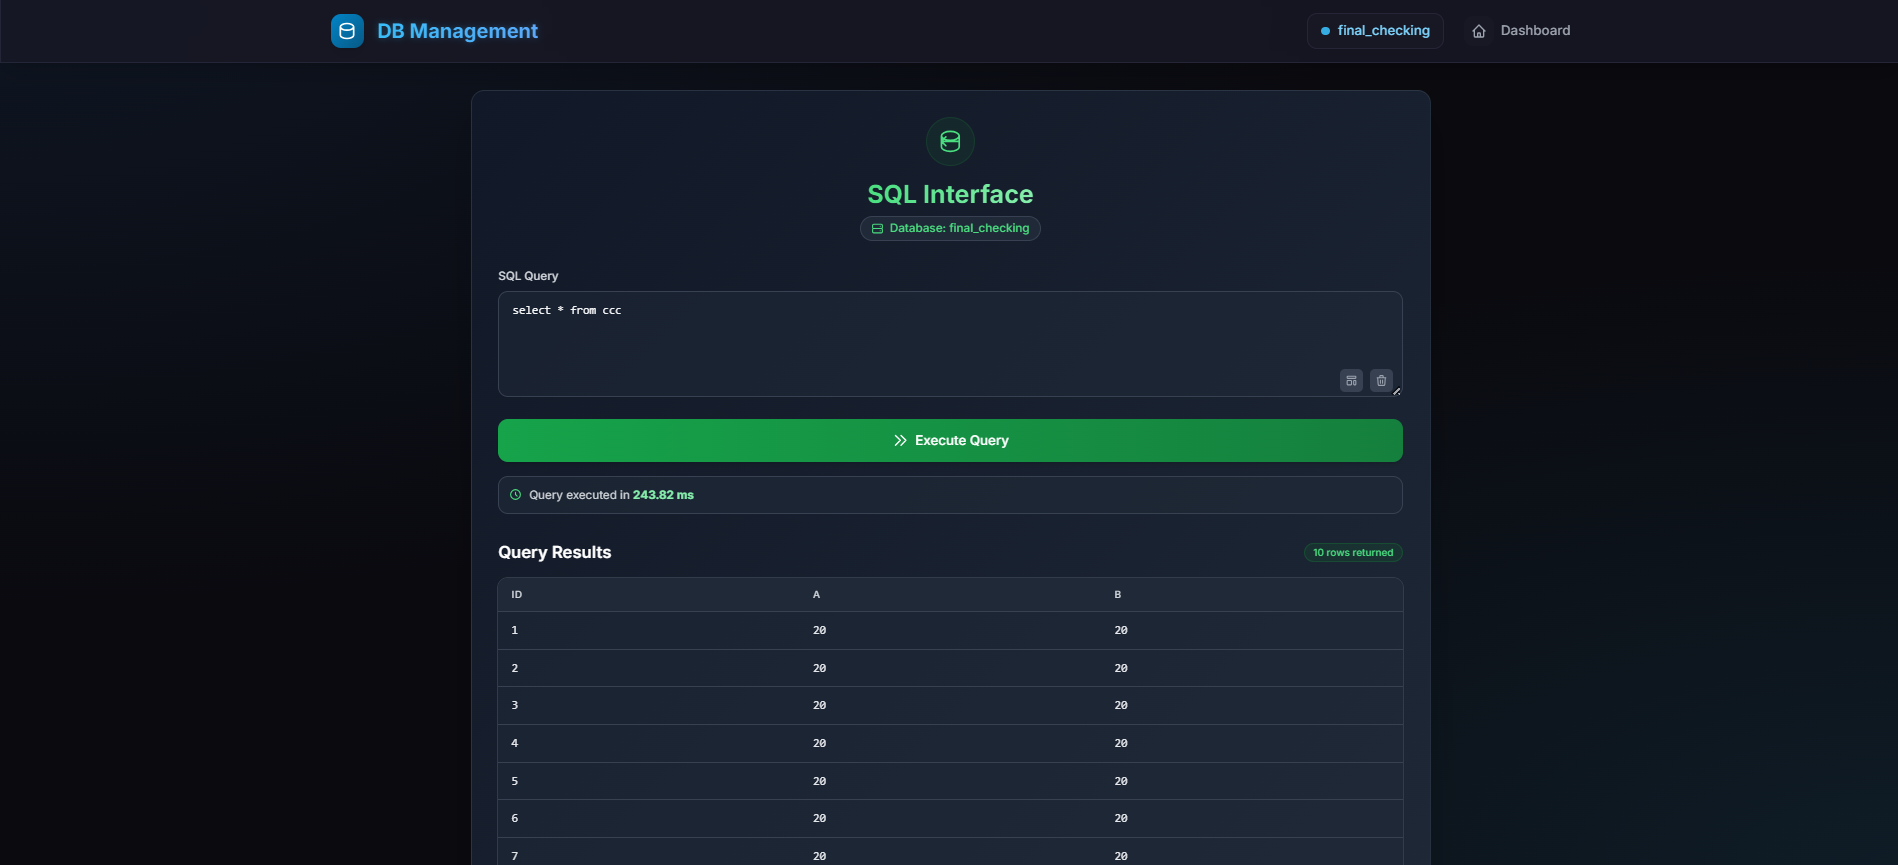 DB Management
final_checking
Dashboard
SQL Interface
Database: final_checking
SQL Query
select * from ccc
Execute Query
Query executed in 243.82 ms
Query Results
10 rows returned
ID A B
1 20 20
2 20 20
3 20 20
4 20 20
5 20 20
6 20 20
7 20 20